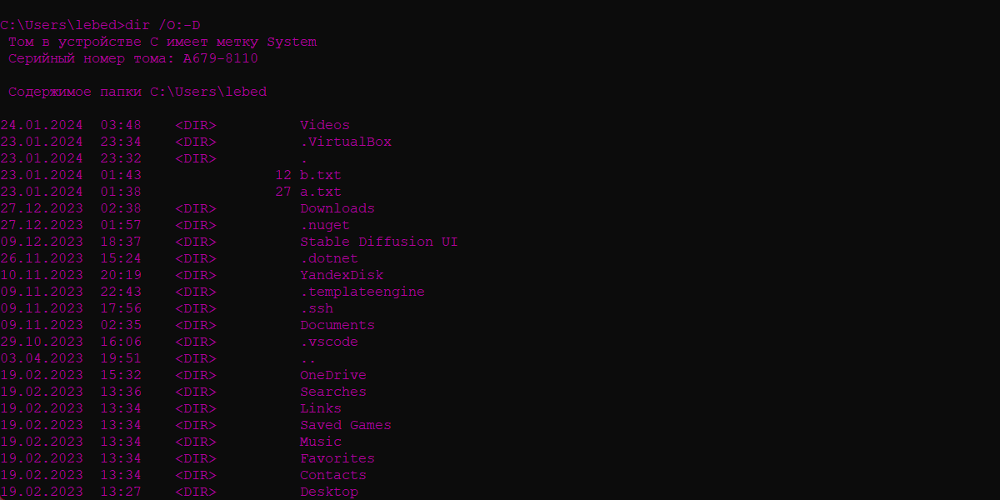 C:\Users\lebed>dir /O:-D
Том в устройстве C имеет метку System
Серийный номер тома: A679-8110
Содержимое папки C:\Users\lebed
24.01.2024  03:48    <DIR>          Videos
23.01.2024  23:34    <DIR>          .VirtualBox
23.01.2024  23:32    <DIR>          .
23.01.2024  01:43                12 b.txt
23.01.2024  01:38                27 a.txt
27.12.2023  02:38    <DIR>          Downloads
27.12.2023  01:57    <DIR>          .nuget
09.12.2023  18:37    <DIR>          Stable Diffusion UI
26.11.2023  15:24    <DIR>          .dotnet
10.11.2023  20:19    <DIR>          YandexDisk
09.11.2023  22:43    <DIR>          .templateengine
09.11.2023  17:56    <DIR>          .ssh
09.11.2023  02:35    <DIR>          Documents
29.10.2023  16:06    <DIR>          .vscode
03.04.2023  19:51    <DIR>          ..
19.02.2023  15:32    <DIR>          OneDrive
19.02.2023  13:36    <DIR>          Searches
19.02.2023  13:34    <DIR>          Links
19.02.2023  13:34    <DIR>          Saved Games
19.02.2023  13:34    <DIR>          Music
19.02.2023  13:34    <DIR>          Favorites
19.02.2023  13:34    <DIR>          Contacts
19.02.2023  13:27    <DIR>          Desktop